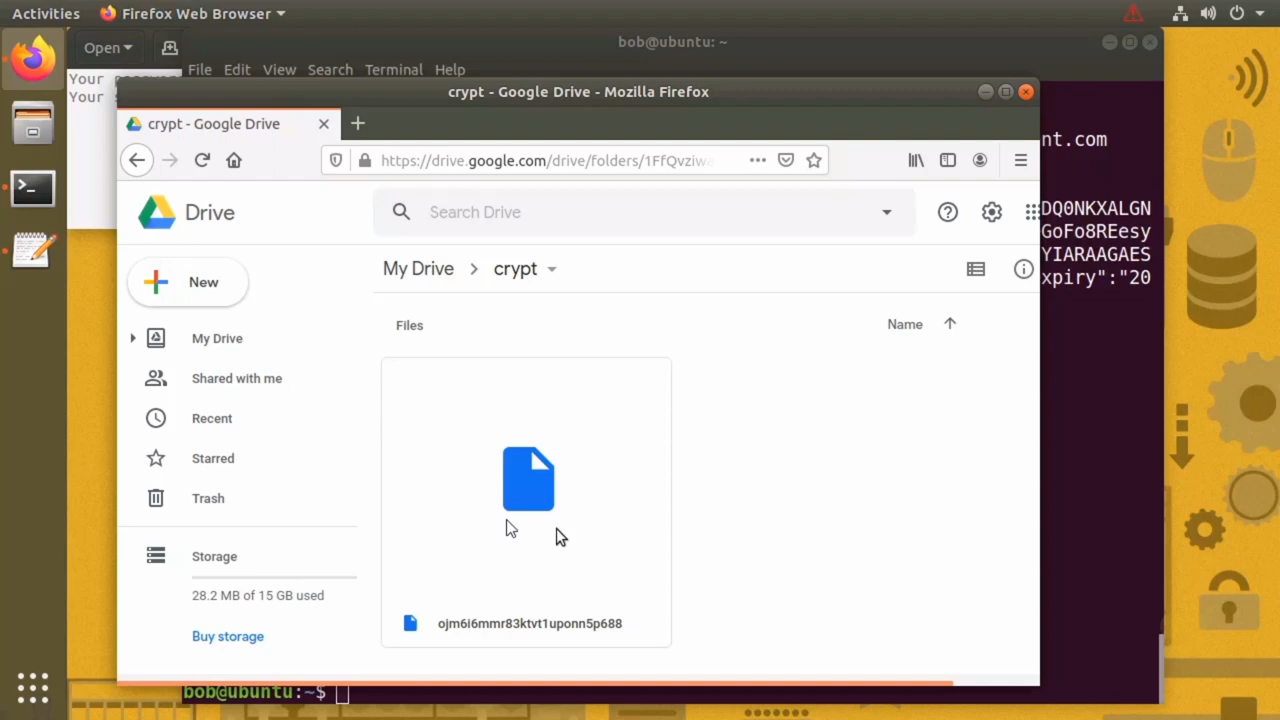 Activities Firefox Web Browser
Open
bob@ubuntu: ~
Your
Your
File Edit View Search Terminal Help
crypt - Google Drive - Mozilla Firefox
crypt - Google Drive
nt.com
https://drive.google.com/drive/folders/1FfQvziw
Drive
Search Drive
DQ0NKXALGN
GoFo8REesy
YIARAAGAES
xpiry":"20
New
My Drive
crypt
Files
Name
My Drive
Shared with me
Recent
Starred
Trash
Storage
28.2 MB of 15 GB used
Buy storage
ojm6i6mmr83ktvt1uponn5p688
bob@ubuntu:~$